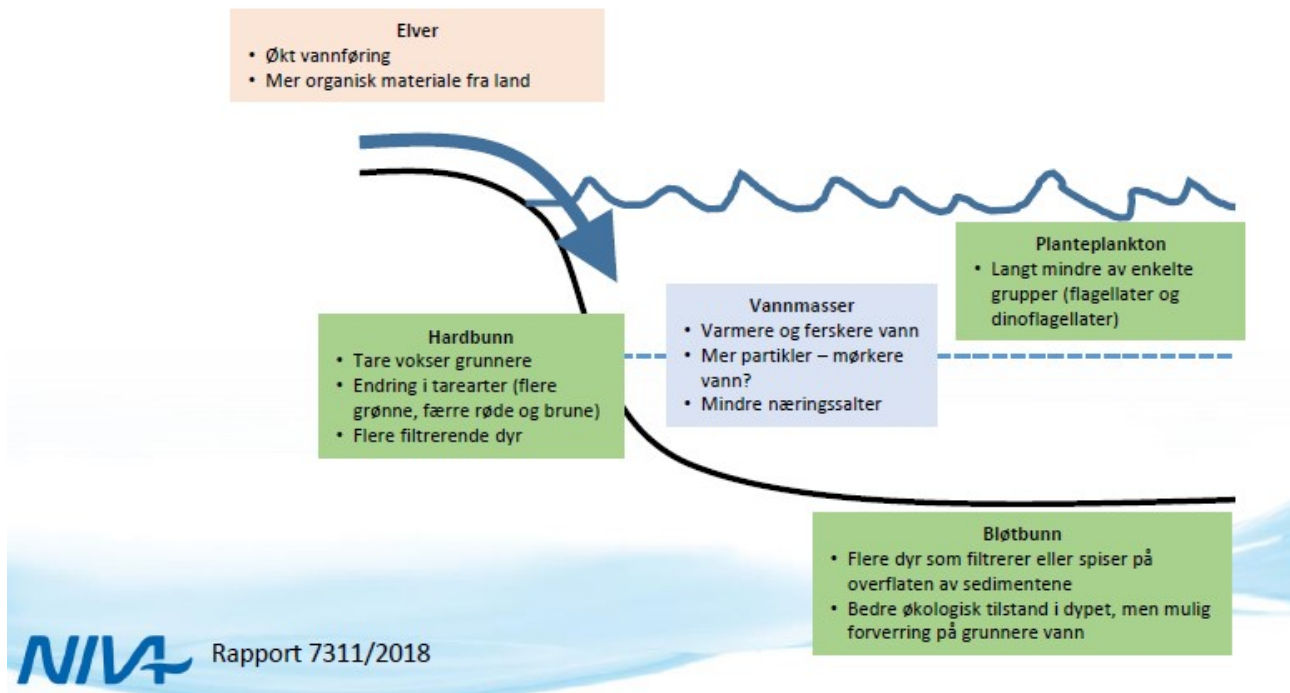 Elver
• Økt vannføring
• Mer organisk materiale fra land
Planteplankton
• Langt mindre av enkelte
grupper (flagellater og
dinoflagellater)
Vannmasser
• Varmere og ferskere vann
• Mer partikler – mørkere
vann?
• Mindre næringssalter
Hardbunn
• Tare vokser grunnere
• Endring i tarearter (flere
grønne, færre røde og brune)
• Flere filtrerende dyr
Bløtbunn
• Flere dyr som filtrerer eller spiser på
overflaten av sedimentene
• Bedre økologisk tilstand i dypet, men mulig
forverring på grunnere vann
NIVA Rapport 7311/2018